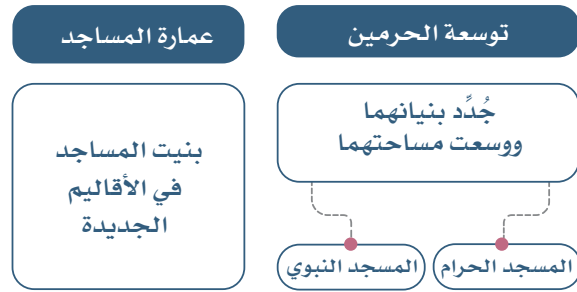 توسعة الحرمين
جُدِّد بنيانهما
ووسعت مساحتهما
المسجد الحرام
المسجد النبوي
عمارة المساجد
بنيت المساجد
في الأقاليم
الجديدة